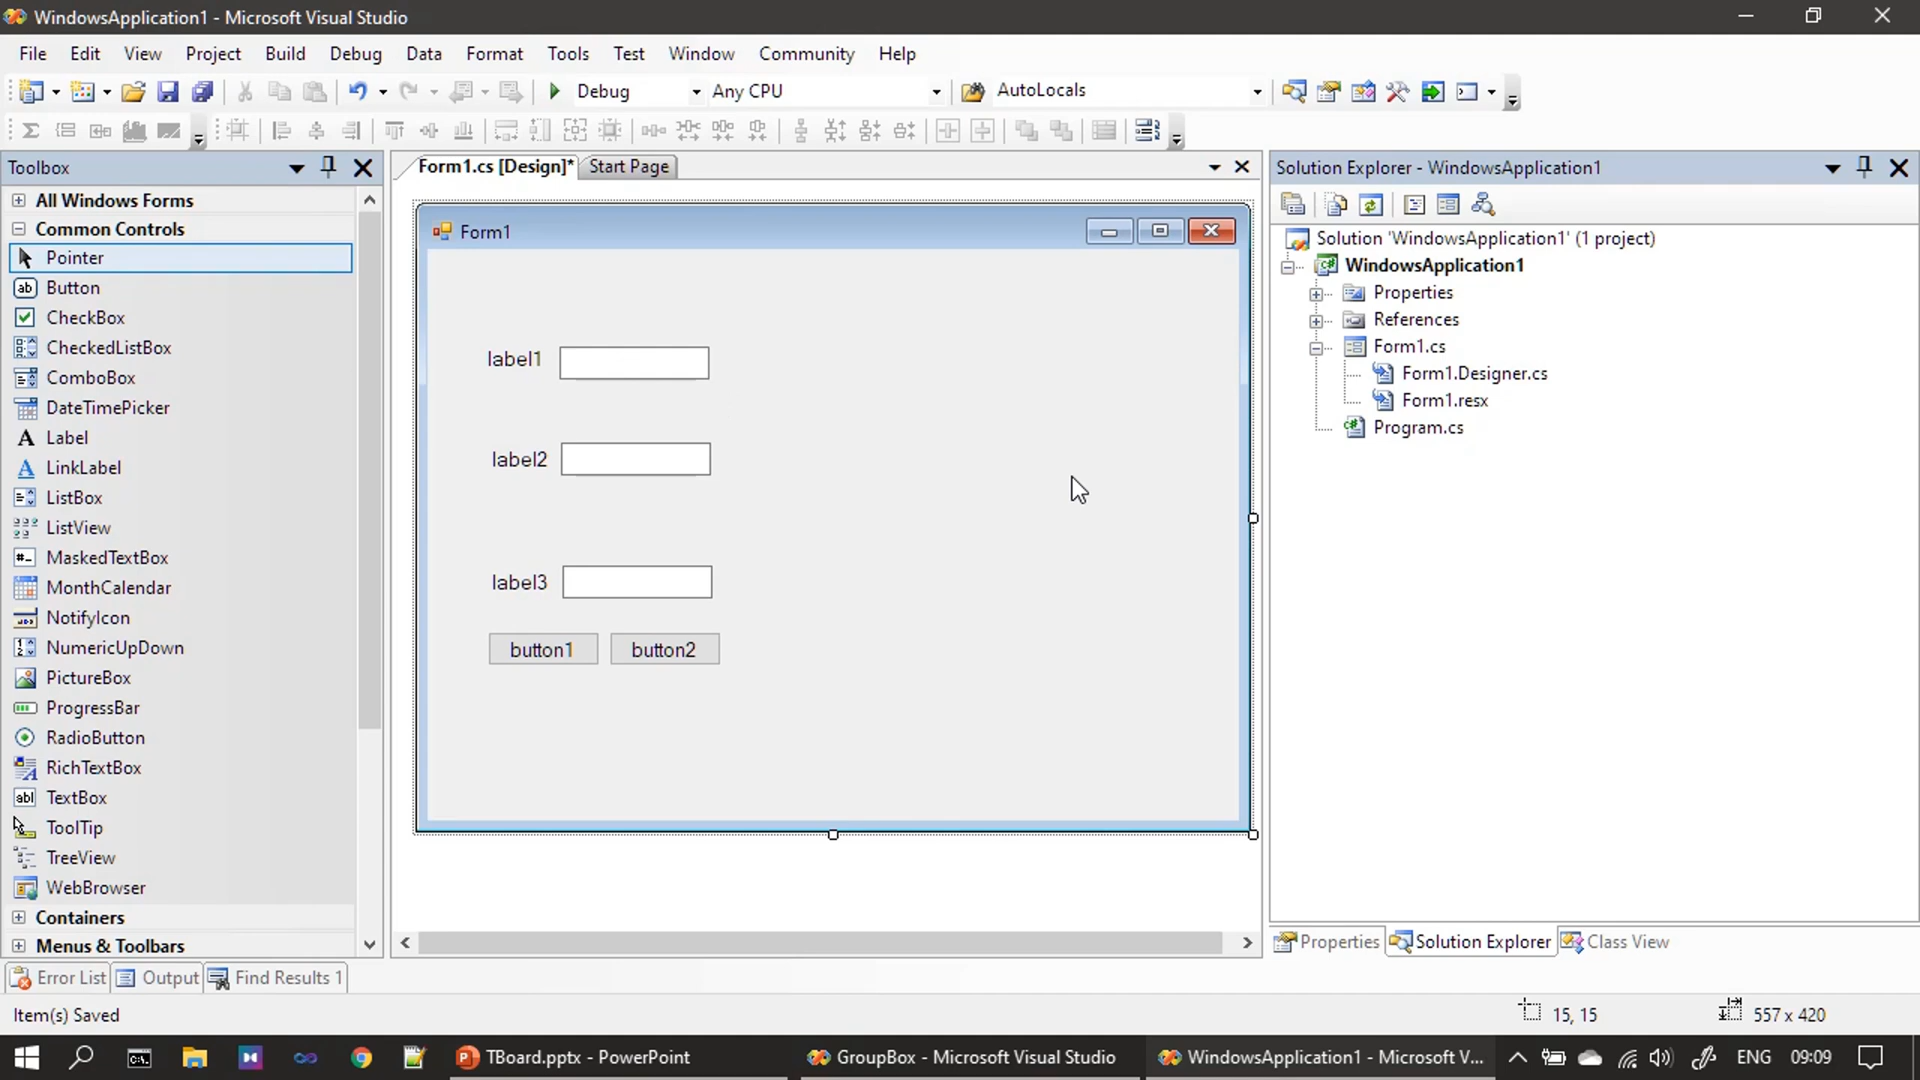 WindowsApplication1 - Microsoft Visual Studio
File Edit View Project Build Debug Data Format Tools Test Window Community Help
Debug Any CPU AutoLocals
Toolbox
All Windows Forms
Common Controls
Pointer
Button
CheckBox
CheckedListBox
ComboBox
DateTimePicker
Label
LinkLabel
ListBox
ListView
MaskedTextBox
MonthCalendar
NotifyIcon
NumericUpDown
PictureBox
ProgressBar
RadioButton
RichTextBox
TextBox
ToolTip
TreeView
WebBrowser
Containers
Menus & Toolbars
Form1.cs [Design]* Start Page
Form1
label1
label2
label3
button1 button2
Solution Explorer - WindowsApplication1
Solution 'WindowsApplication1' (1 project)
WindowsApplication1
Properties
References
Form1.cs
Form1.Designer.cs
Form1.resx
Program.cs
Properties Solution Explorer Class View
Error List Output Find Results 1
Item(s) Saved 15, 15 557 x 420
TBoard.pptx - PowerPoint GroupBox - Microsoft Visual Studio WindowsApplication1 - Microsoft V... ENG 09:09